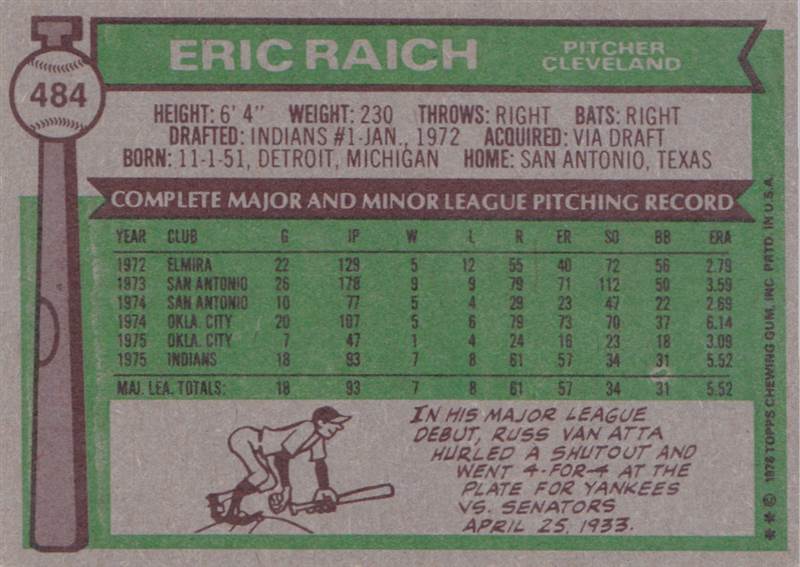 ERIC RAICH
PITCHER
CLEVELAND
484
HEIGHT: 6' 4" WEIGHT: 230 THROWS: RIGHT BATS: RIGHT
DRAFTED: INDIANS #1-JAN., 1972 ACQUIRED: VIA DRAFT
BORN: 11-1-51, DETROIT, MICHIGAN HOME: SAN ANTONIO, TEXAS
COMPLETE MAJOR AND MINOR LEAGUE PITCHING RECORD
YEAR CLUB G IP W L R ER SO BB ERA
1972 ELMIRA 22 129 5 12 55 40 72 56 2.79
1973 SAN ANTONIO 26 178 9 9 79 71 112 50 3.59
1974 SAN ANTONIO 10 77 5 4 29 23 47 22 2.69
1974 OKLA. CITY 20 107 5 6 79 73 70 37 6.14
1975 OKLA. CITY 7 47 1 4 24 16 23 18 3.09
1975 INDIANS 18 93 7 8 61 57 34 31 5.52
MAJ. LEA. TOTALS: 18 93 7 8 61 57 34 31 5.52
IN HIS MAJOR LEAGUE
DEBUT, RUSS VAN ATTA
HURLED A SHUTOUT AND
WENT 4-FOR-4 AT THE
PLATE FOR YANKEES
VS. SENATORS
APRIL 25, 1933.
✱ ✱ © 1976 TOPPS CHEWING GUM, INC. PRTD. IN U.S.A.